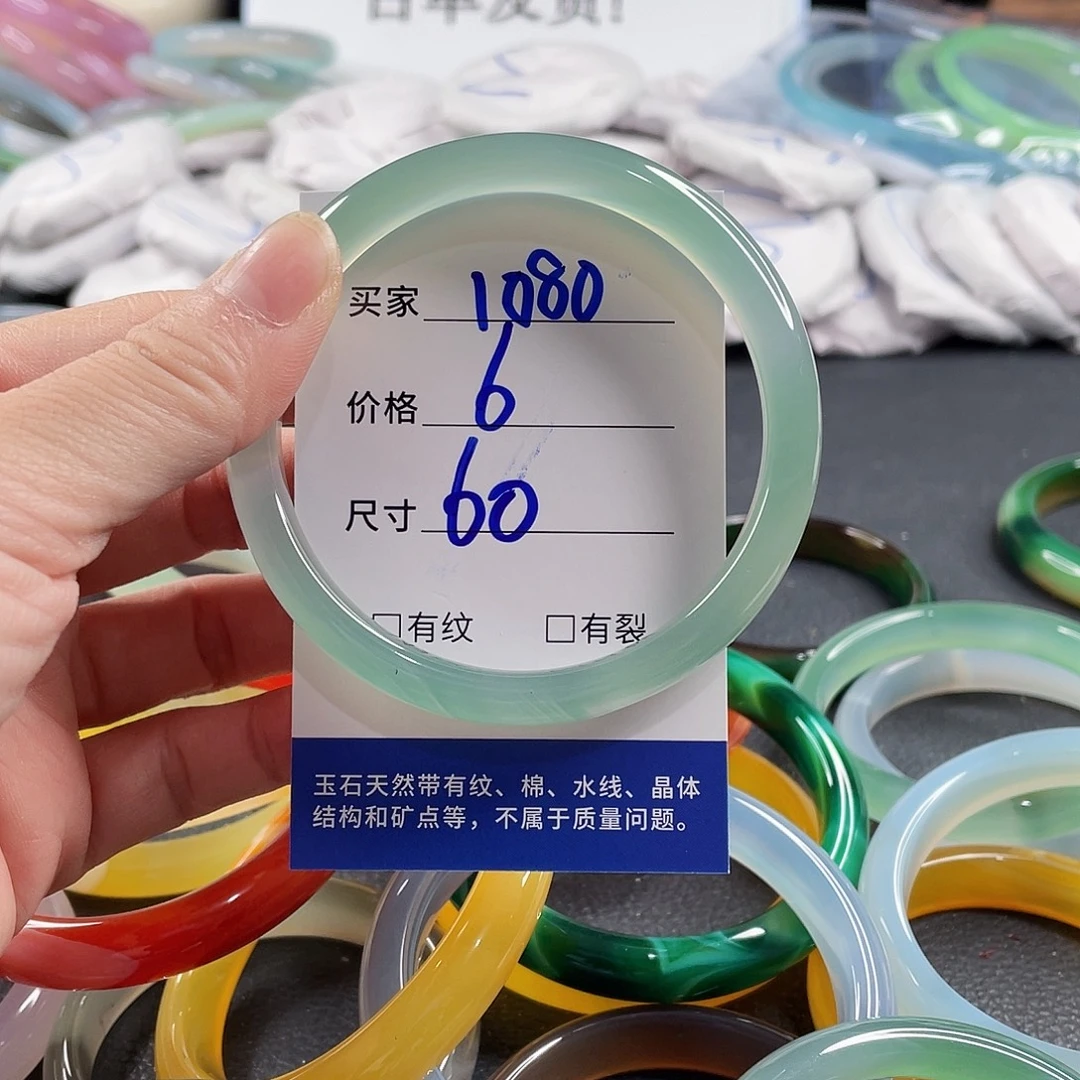 买家 1080
价格 6
尺寸 60
□有纹 □有裂
玉石天然带有纹、棉、水线、晶体
结构和矿点等，不属于质量问题。